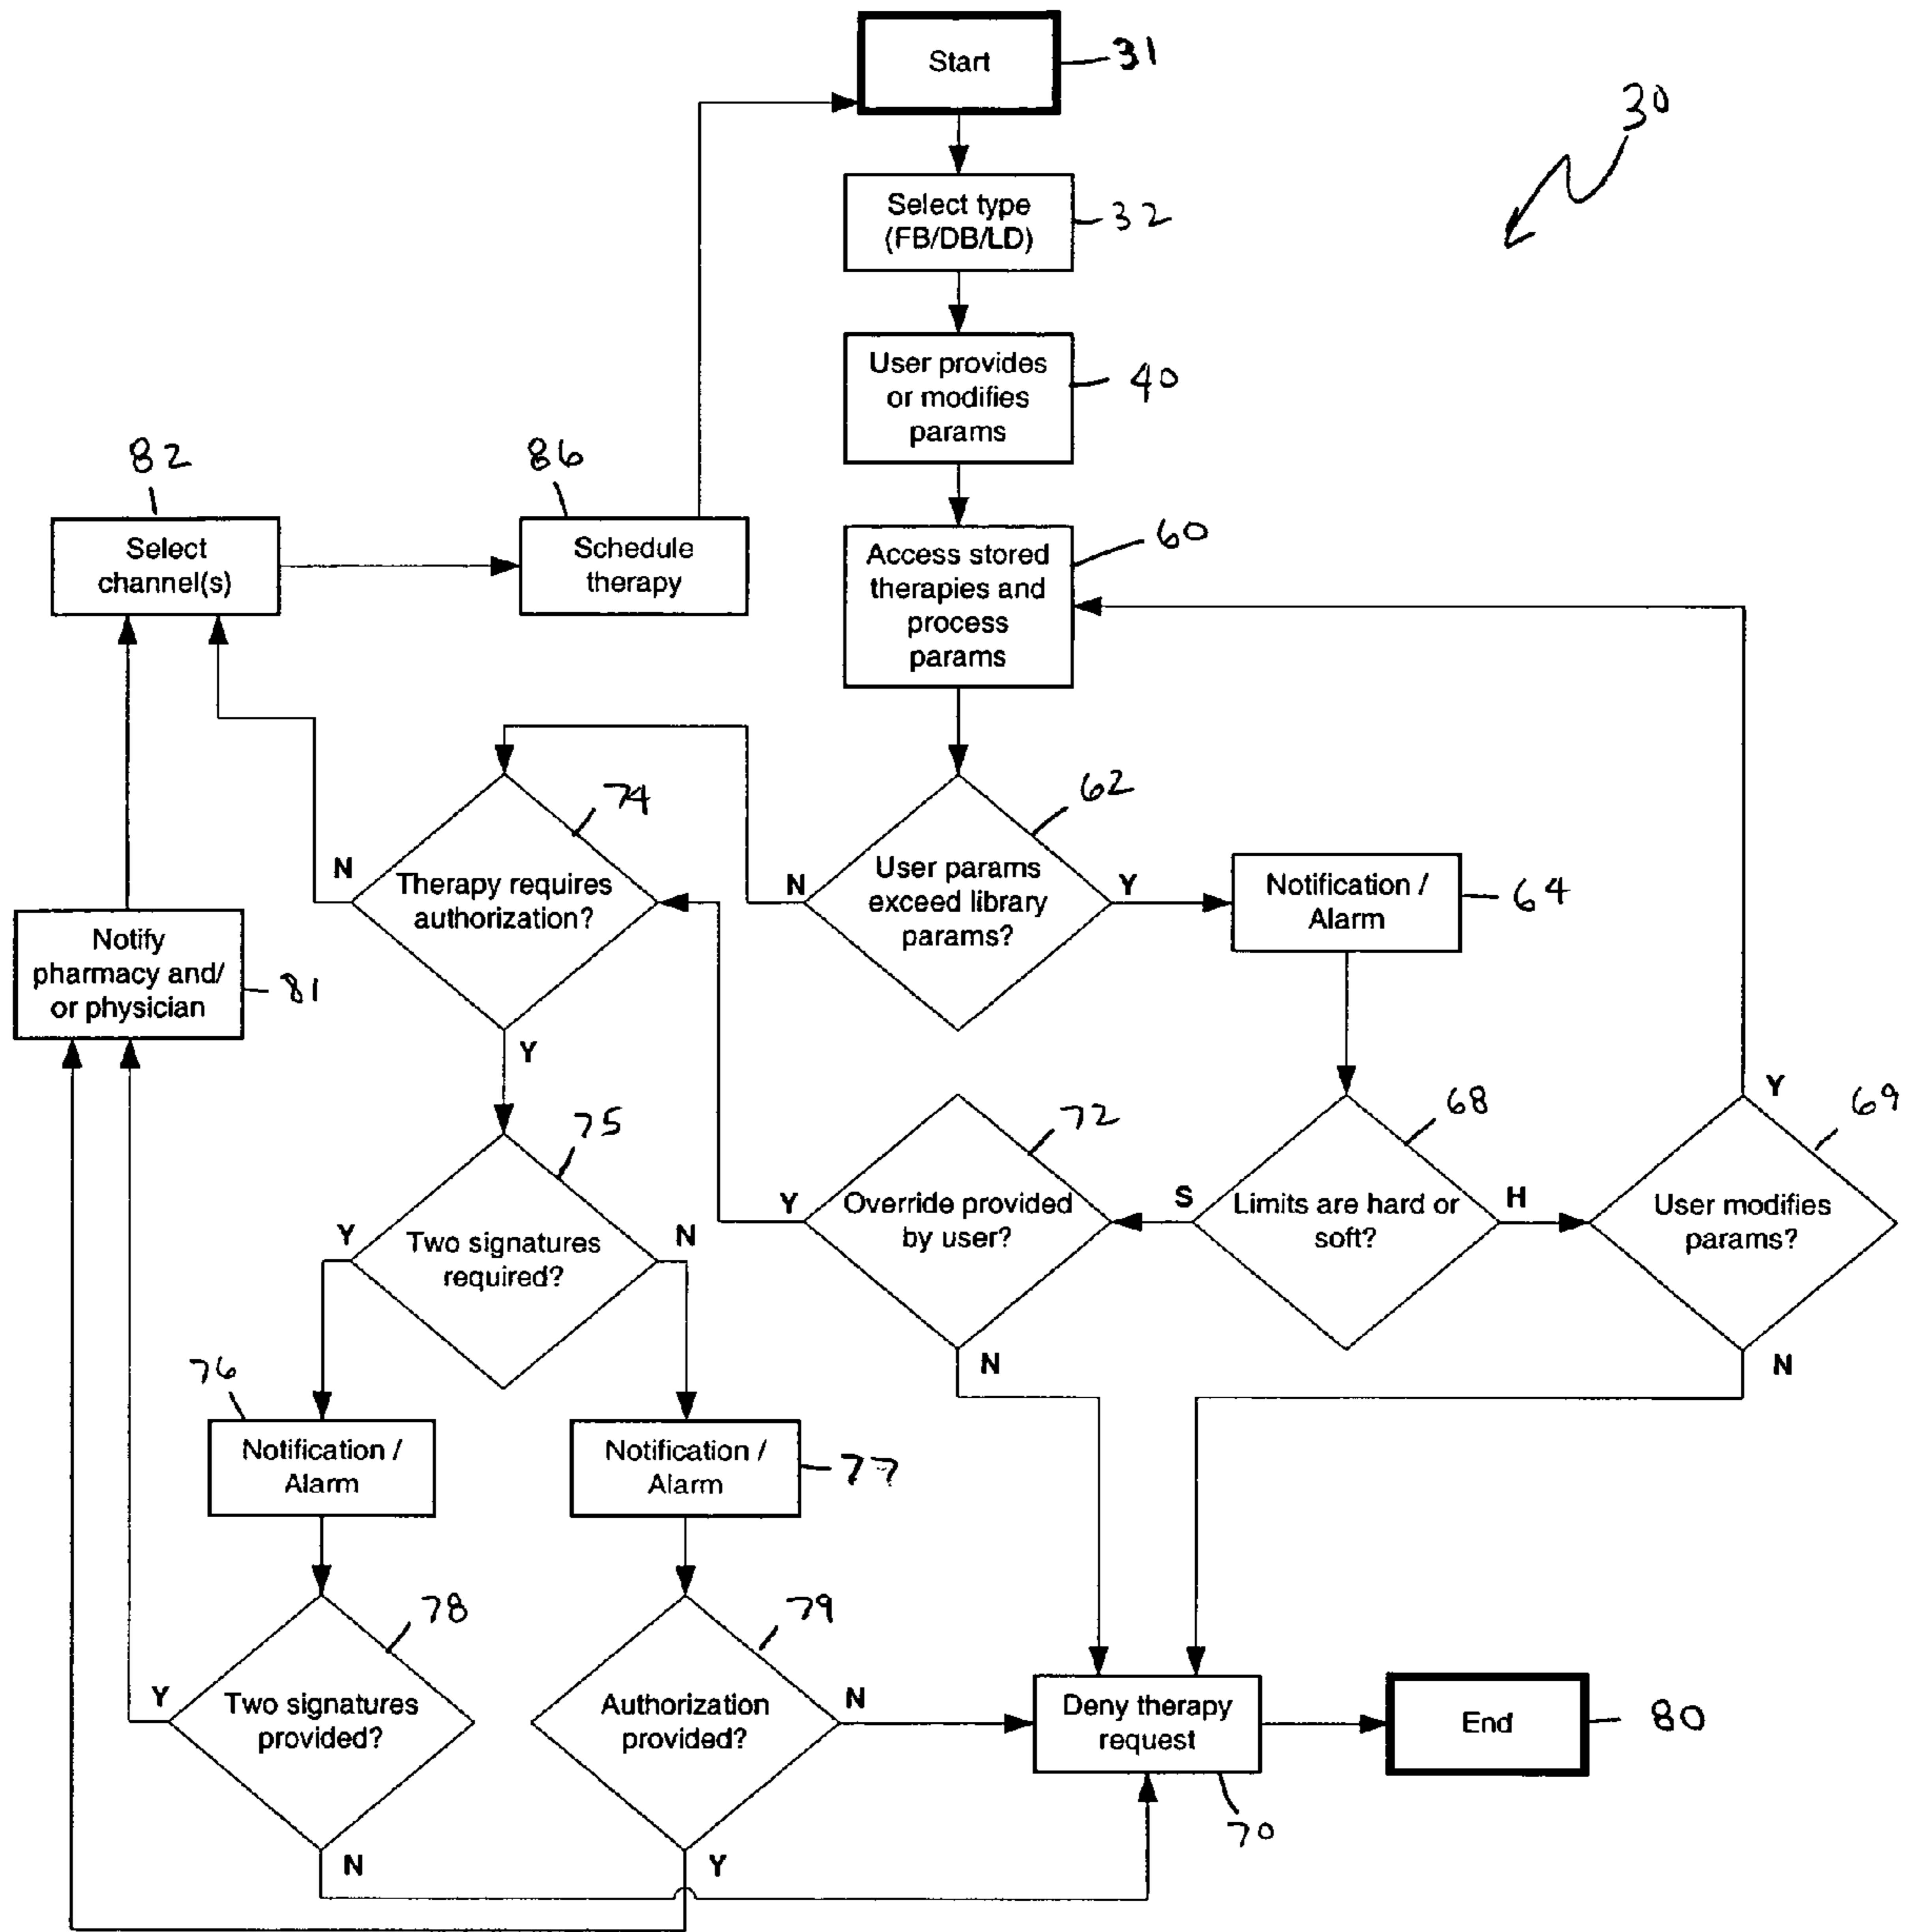 Start
31
30
Select type
(FB/DB/LD)
32
User provides
or modifies
params
40
82
86
Select
channel(s)
Schedule
therapy
Access stored
therapies and
process
params
60
74
62
N
Therapy requires
authorization?
Y
N
User params
exceed library
params?
Y
Notification /
Alarm
64
Notify
pharmacy and/
or physician
81
75
Y
Two signatures
required?
N
72
Y
Override provided
by user?
N
68
S
Limits are hard or
soft?
H
Y
69
User modifies
params?
N
76
Notification /
Alarm
Notification /
Alarm
77
78
Y
Two signatures
provided?
N
79
Authorization
provided?
N
Y
Deny therapy
request
70
End
80